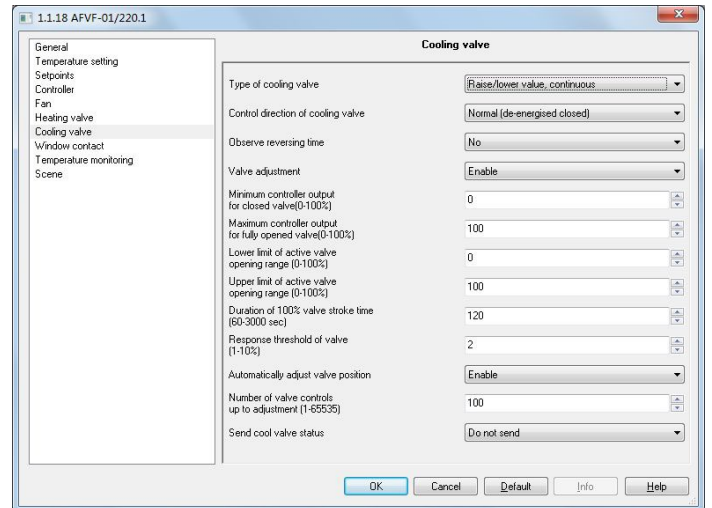 1.1.18 AFVF-01/220.1
General
Temperature setting
Setpoints
Controller
Fan
Heating valve
Cooling valve
Window contact
Temperature monitoring
Scene
Cooling valve
Type of cooling valve
Raise/lower value, continuous
Control direction of cooling valve
Normal (de-energised closed)
Observe reversing time
No
Valve adjustment
Enable
Minimum controller output
for closed valve(0-100%)
0
Maximum controller output
for fully opened valve(0-100%)
100
Lower limit of active valve
opening range (0-100%)
0
Upper limit of active valve
opening range (0-100%)
100
Duration of 100% valve stroke time
(60-3000 sec)
120
Response threshold of valve
(1-10%)
2
Automatically adjust valve position
Enable
Number of valve controls
up to adjustment (1-65535)
100
Send cool valve status
Do not send
OK
Cancel
Default
Info
Help